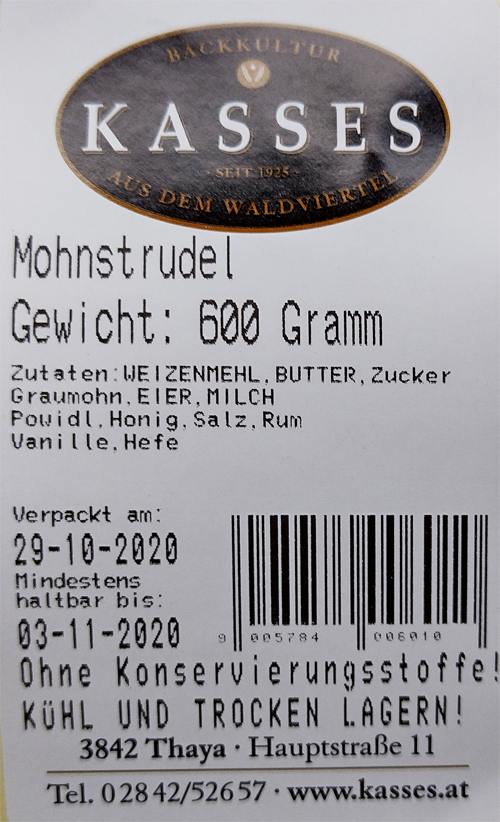 BACKKULTUR
KASSES
· SEIT 1925 ·
AUS DEM WALDVIERTEL
Mohnstrudel
Gewicht: 600 Gramm
Zutaten:WEIZENMEHL,BUTTER,Zucker
Graumohn,EIER,MILCH
Powidl,Honig,Salz,Rum
Vanille,Hefe
Verpackt am:
29-10-2020
Mindestens
haltbar bis:
03-11-2020
9 005784 006010
Ohne Konservierungsstoffe!
KüHL UND TROCKEN LAGERN!
3842 Thaya · Hauptstraße 11
Tel. 02842/52657 · www.kasses.at